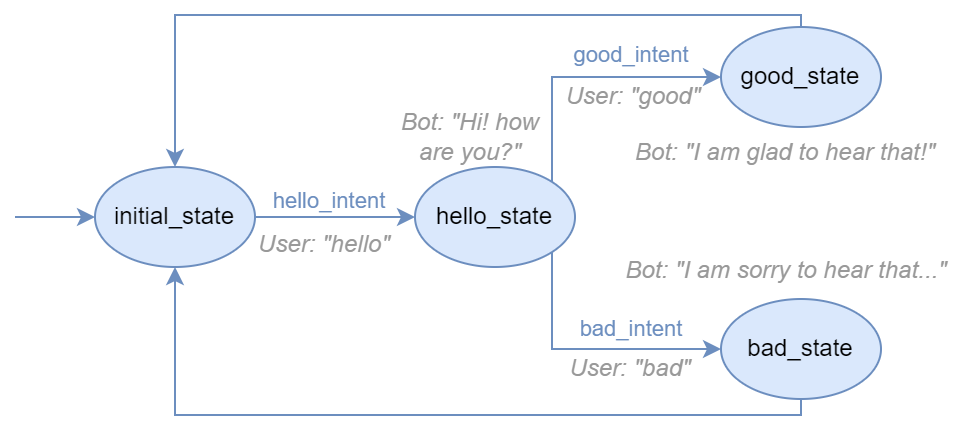 good_intent
good_state
User: "good"
Bot: "Hi! how
are you?"
Bot: "I am glad to hear that!"
initial_state
hello_intent
hello_state
User: "hello"
Bot: "I am sorry to hear that..."
bad_intent
bad_state
User: "bad"